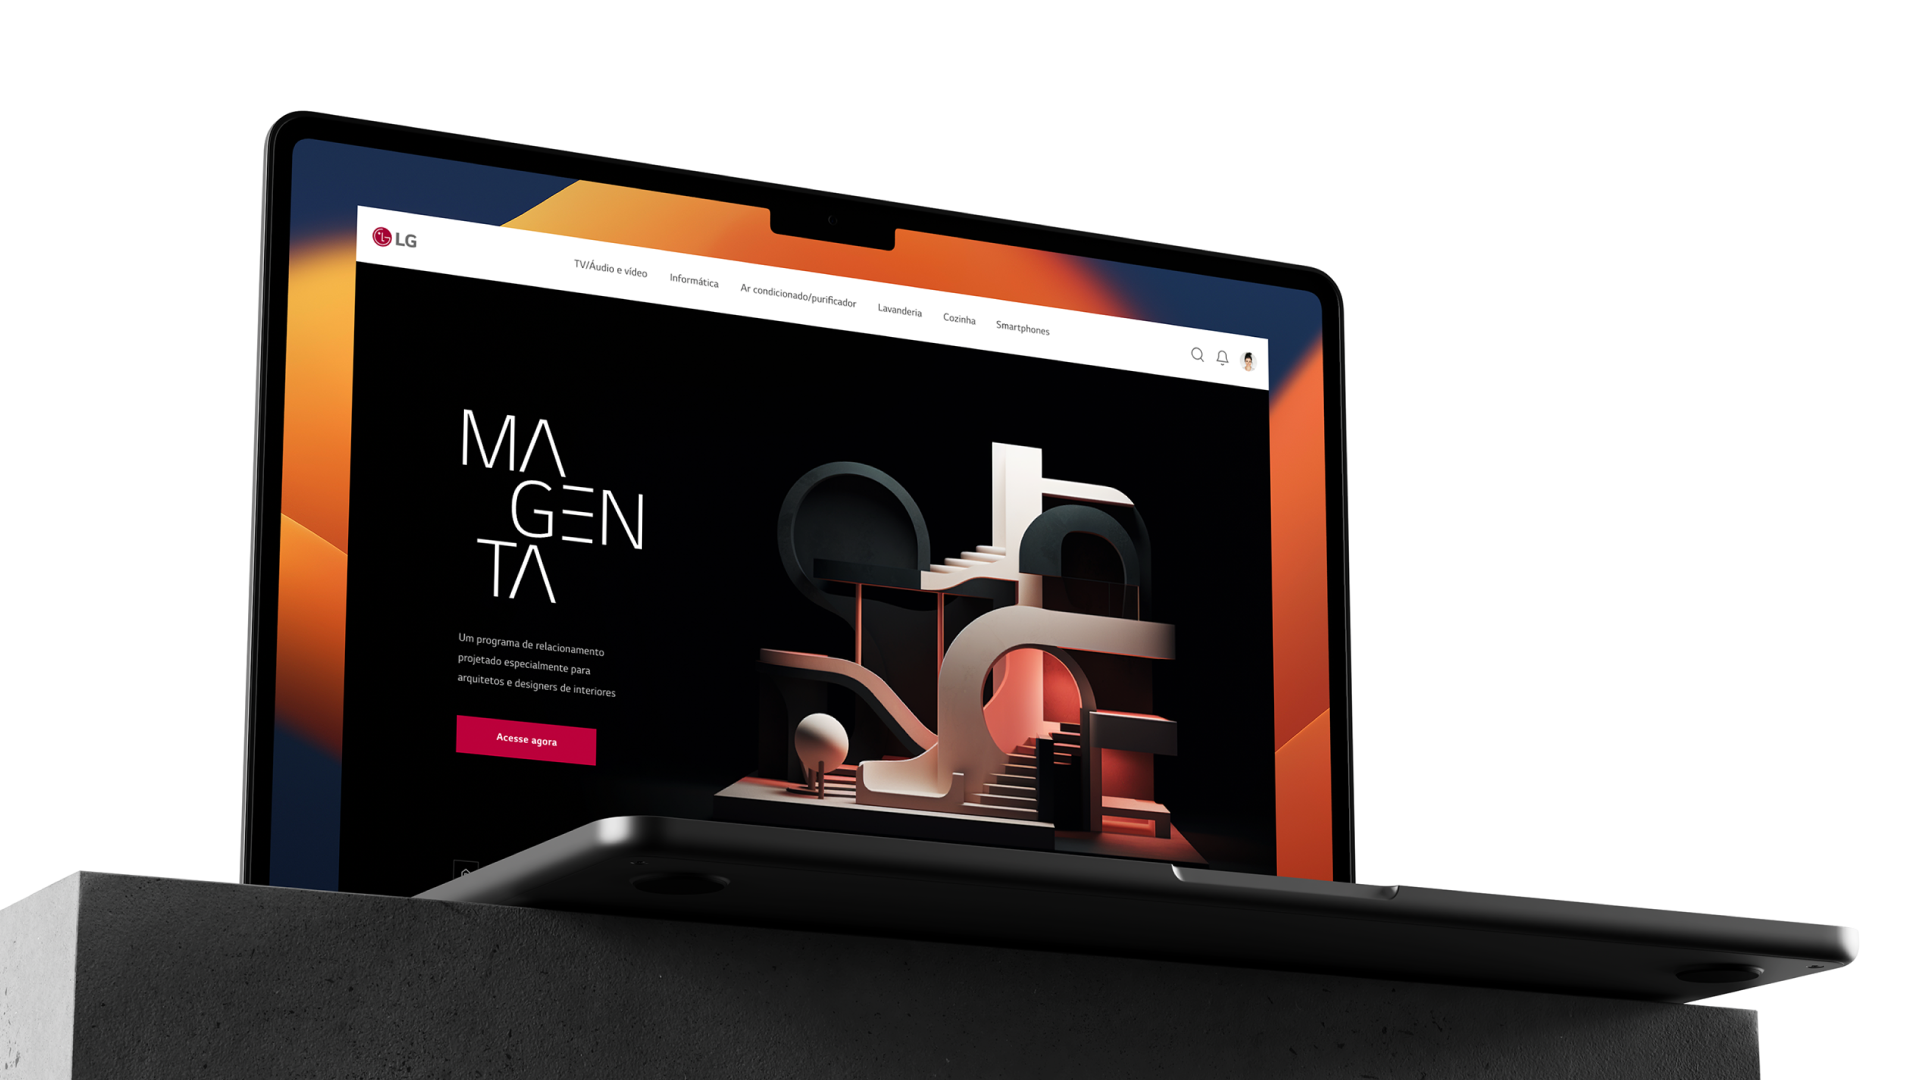 LG
TV/Áudio e vídeo
Informática
Ar condicionado/purificador
Lavanderia
Cozinha
Smartphones
MA
GEN
TA
Um programa de relacionamento
projetado especialmente para
arquitetos e designers de interiores
Acesse agora